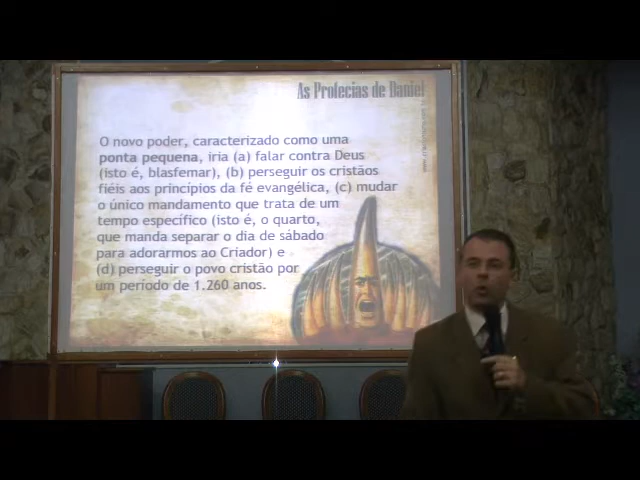 As Profecias de Daniel
O novo poder, caracterizado como uma
ponta pequena, iria (a) falar contra Deus
(isto é, blasfemar), (b) perseguir os cristãos
fiéis aos princípios da fé evangélica, (c) mudar
o único mandamento que trata de um
tempo específico (isto é, o quarto,
que manda separar o dia de sábado
para adorarmos ao Criador) e
(d) perseguir o povo cristão por
um período de 1.260 anos.